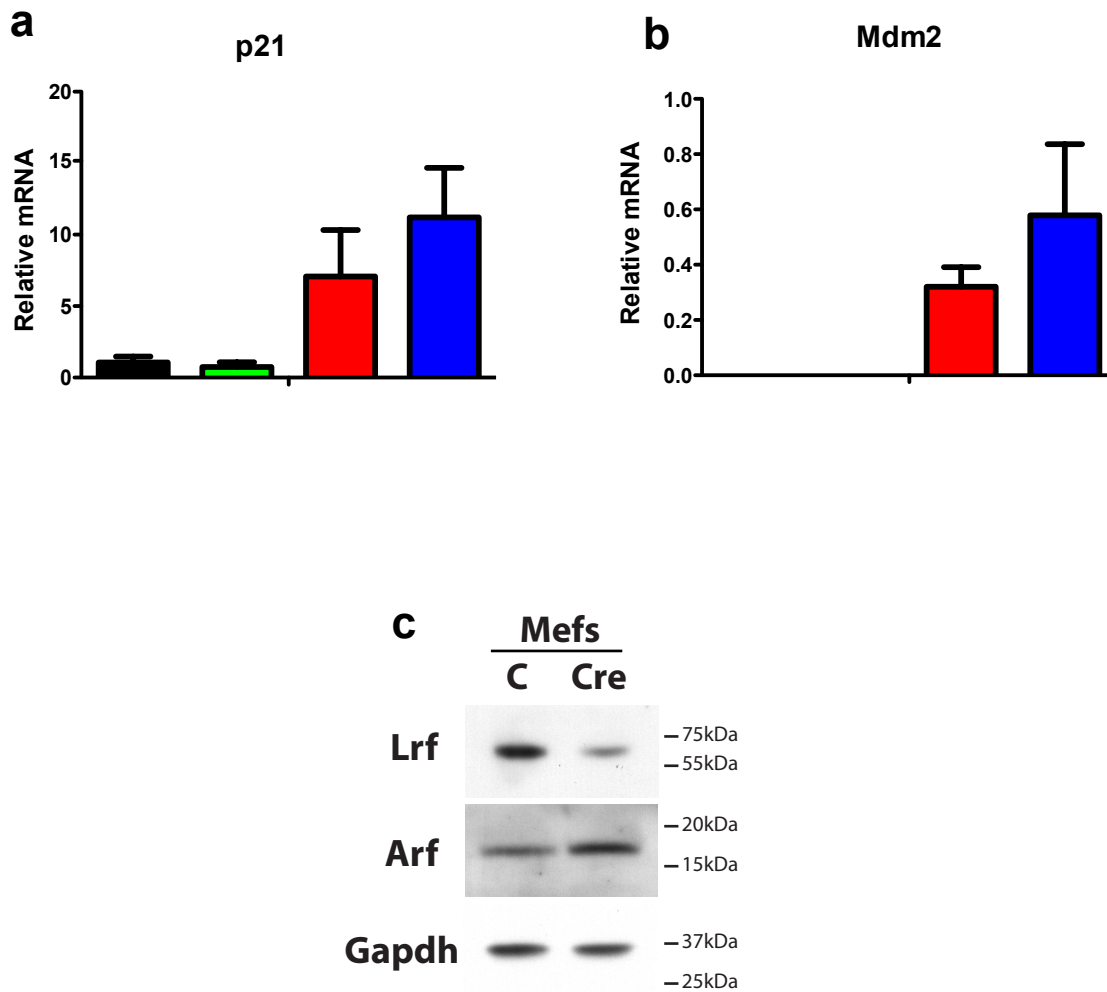 a
p21
Relative mRNA
20
15
10
5
0
b
Mdm2
Relative mRNA
1.0
0.8
0.6
0.4
0.2
0.0
c
Mefs
C Cre
Lrf
75kDa
55kDa
Arf
20kDa
15kDa
Gapdh
37kDa
25kDa